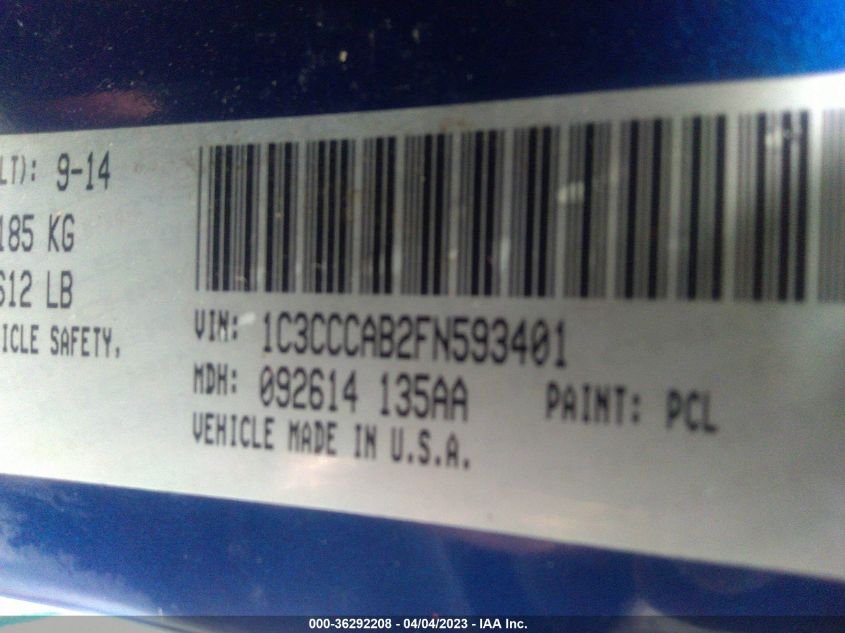 LT): 9-14
185 KG
612 LB
ICLE SAFETY,
VIN: 1C3CCCAB2FN593401
MDH: 092614 135AA PAINT: PCL
VEHICLE MADE IN U.S.A.
000-36292208 - 04/04/2023 - IAA Inc.